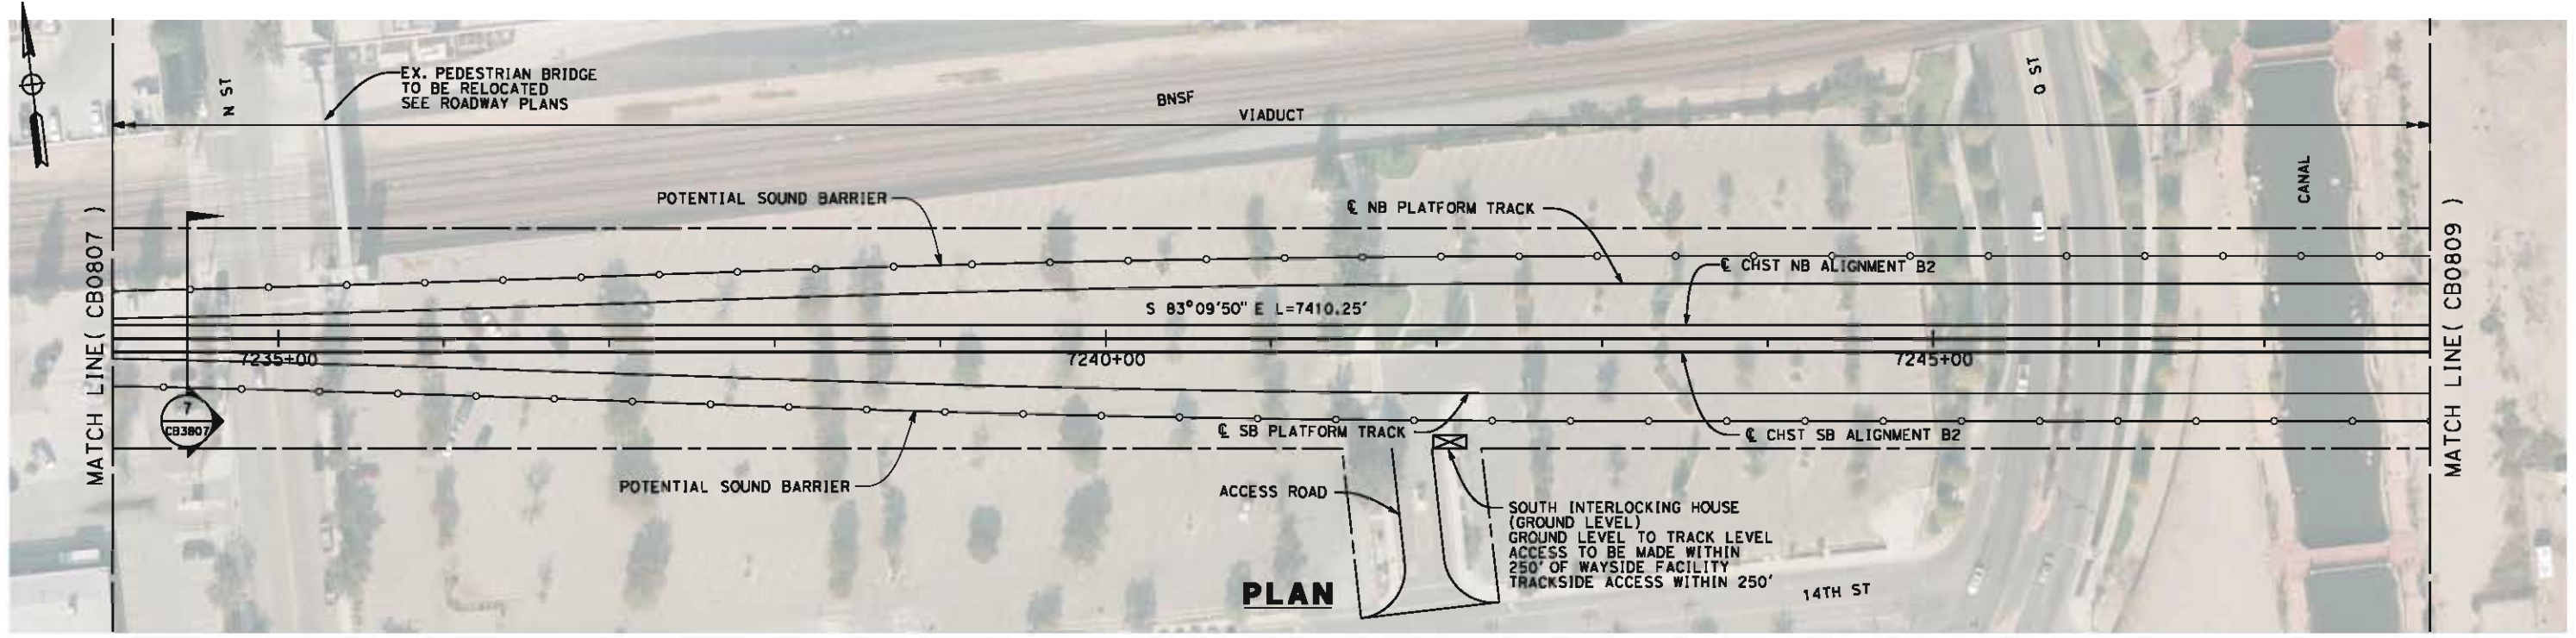 EX. PEDESTRIAN BRIDGE
TO BE RELOCATED
SEE ROADWAY PLANS
N ST
BNSF
VIADUCT
O ST
CANAL
POTENTIAL SOUND BARRIER
℄ NB PLATFORM TRACK
℄ CHST NB ALIGNMENT B2
S 83°09'50" E L=7410.25'
MATCH LINE( CB0807 )
MATCH LINE( CB0809 )
7235+00
7240+00
7245+00
7
CB3807
℄ SB PLATFORM TRACK
℄ CHST SB ALIGNMENT B2
POTENTIAL SOUND BARRIER
ACCESS ROAD
SOUTH INTERLOCKING HOUSE
(GROUND LEVEL)
GROUND LEVEL TO TRACK LEVEL
ACCESS TO BE MADE WITHIN
250' OF WAYSIDE FACILITY
TRACKSIDE ACCESS WITHIN 250'
PLAN
14TH ST